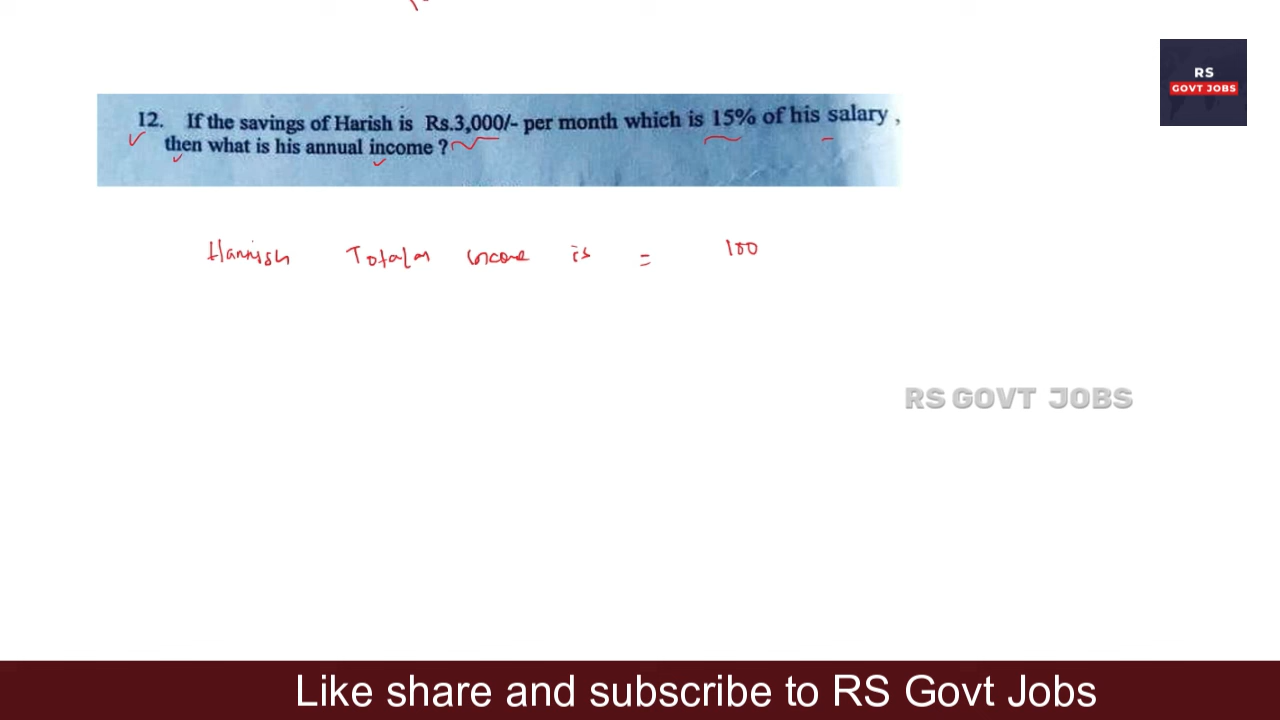 RS
GOVT JOBS
12. If the savings of Harish is Rs.3,000/- per month which is 15% of his salary ,
then what is his annual income ?
Harrish Total income is = 100
RS GOVT JOBS
Like share and subscribe to RS Govt Jobs